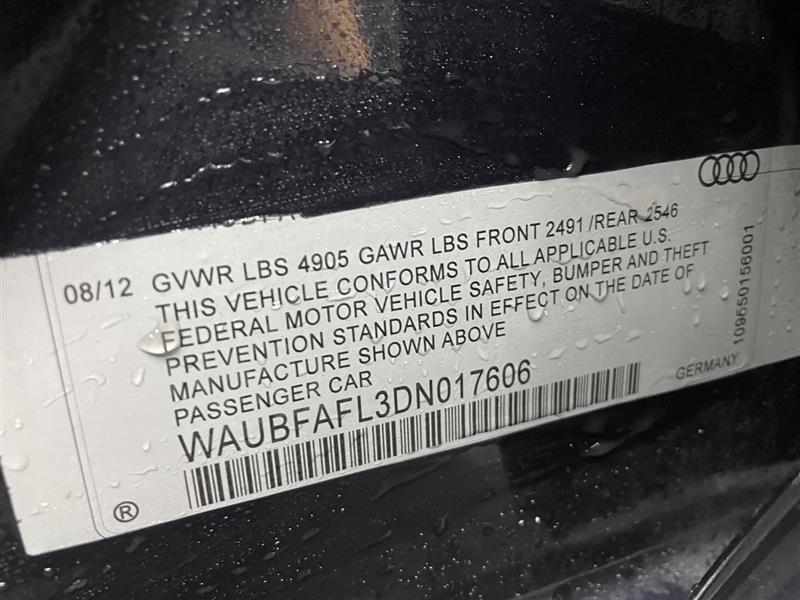 08/12 GVWR LBS 4905 GAWR LBS FRONT 2491/REAR 2546
THIS VEHICLE CONFORMS TO ALL APPLICABLE U.S.
FEDERAL MOTOR VEHICLE SAFETY, BUMPER AND THEFT
PREVENTION STANDARDS IN EFFECT ON THE DATE OF
MANUFACTURE SHOWN ABOVE
PASSENGER CAR
WAUBFAFL3DN017606
GERMANY
109550156001
®